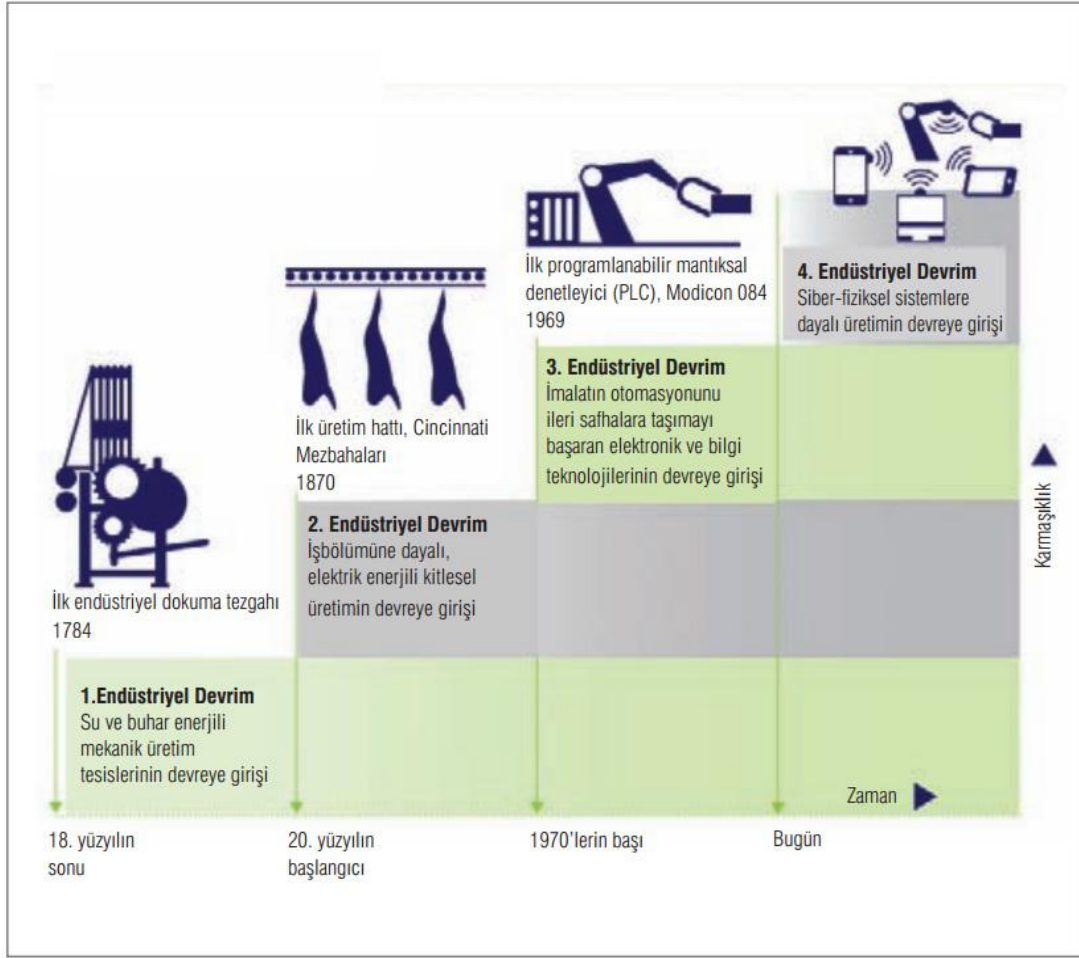 İlk endüstriyel dokuma tezgahı
1784
1.Endüstriyel Devrim
Su ve buhar enerjili
mekanik üretim
tesislerinin devreye girişi
18. yüzyılın
sonu
İlk üretim hattı, Cincinnati
Mezbahaları
1870
2. Endüstriyel Devrim
İşbölümüne dayalı,
elektrik enerjili kitlesel
üretimin devreye girişi
20. yüzyılın
başlangıcı
İlk programlanabilir mantıksal
denetleyici (PLC), Modicon 084
1969
3. Endüstriyel Devrim
İmalatın otomasyonunu
ileri safhalara taşımayı
başaran elektronik ve bilgi
teknolojilerinin devreye girişi
1970'lerin başı
4. Endüstriyel Devrim
Siber-fiziksel sistemlere
dayalı üretimin devreye girişi
Bugün
Zaman
Karmaşıklık